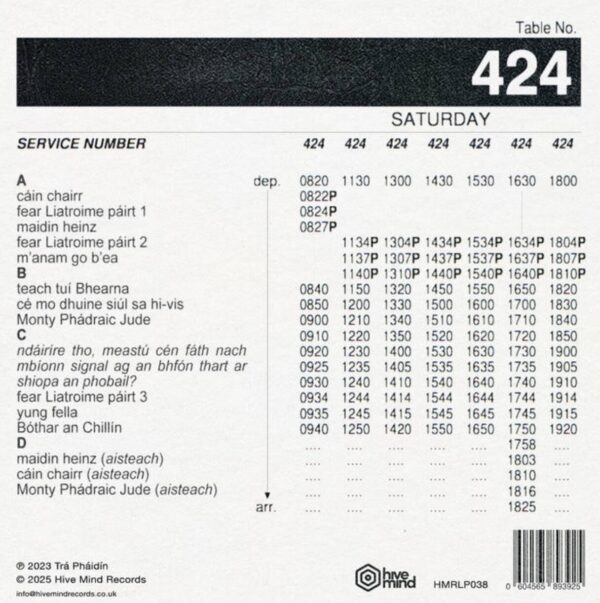 Table No.
424
SATURDAY
SERVICE NUMBER 424 424 424 424 424 424 424
A dep. 0820 1130 1300 1430 1530 1630 1800
cáin chairr 0822P
fear Liatroime páirt 1 0824P
maidin heinz 0827P
fear Liatroime páirt 2 1134P 1304P 1434P 1534P 1634P 1804P
m'anam go b'ea 1137P 1307P 1437P 1537P 1637P 1807P
B 1140P 1310P 1440P 1540P 1640P 1810P
teach tuí Bhearna 0840 1150 1320 1450 1550 1650 1820
cé mo dhuine siúl sa hi-vis 0850 1200 1330 1500 1600 1700 1830
Monty Phádraic Jude 0900 1210 1340 1510 1610 1710 1840
C 0910 1220 1350 1520 1620 1720 1850
ndáirire tho, meastú cén fáth nach 0920 1230 1400 1530 1630 1730 1900
mbíonn signal ag an bhfón thart ar 0925 1235 1405 1535 1635 1735 1905
shiopa an phobail? 0930 1240 1410 1540 1640 1740 1910
fear Liatroime páirt 3 0934 1244 1414 1544 1644 1744 1914
yung fella 0935 1245 1415 1545 1645 1745 1915
Bóthar an Chillín 0940 1250 1420 1550 1650 1750 1920
D .... .... .... .... .... 1758 ....
maidin heinz (aisteach) .... .... .... .... .... 1803 ....
cáin chairr (aisteach) .... .... .... .... .... 1810 ....
Monty Phádraic Jude (aisteach) .... .... .... .... .... 1816 ....
arr. .... .... .... .... .... 1825 ....
℗ 2023 Trá Pháidín
© 2025 Hive Mind Records
info@hivemindrecords.co.uk
hive mind
HMRLP038
0 604565 893925